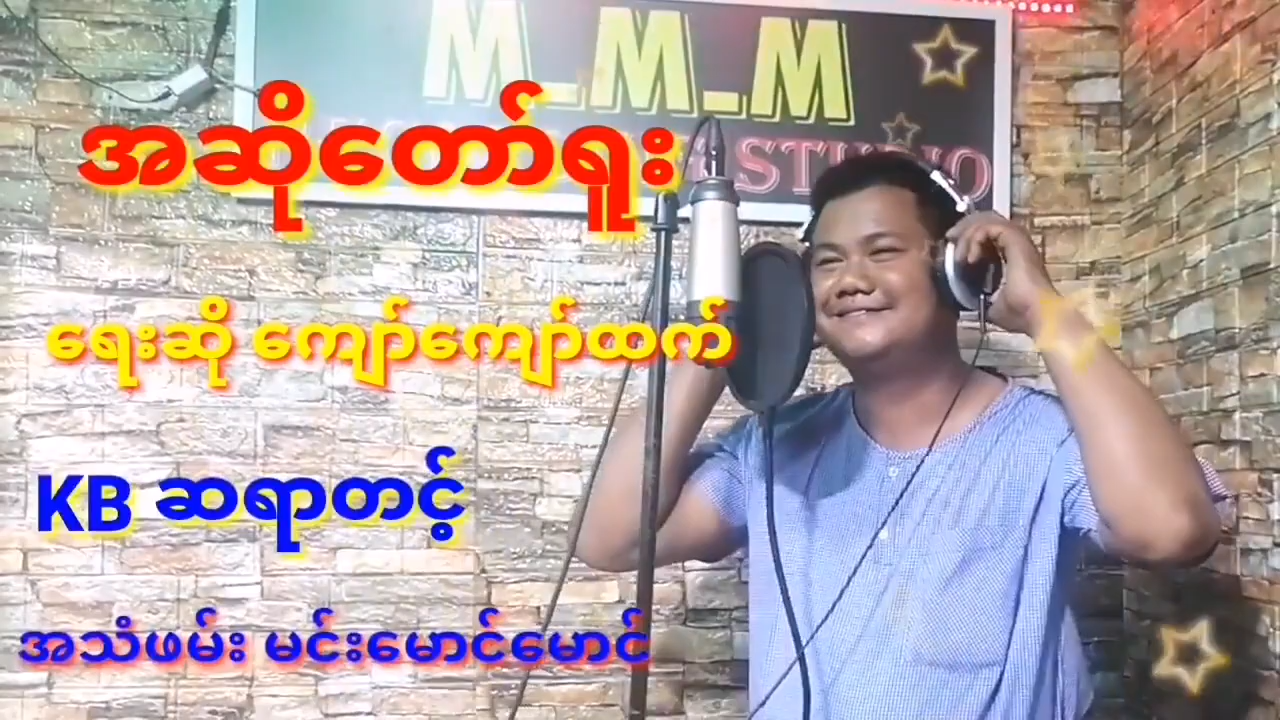 M_M_M
STUDIO
အဆိုတော်ရူး
ရေးဆို ကျော်ကျော်ထက်
KB ဆရာတင့်
အသံဖမ်း မင်းမောင်မောင်